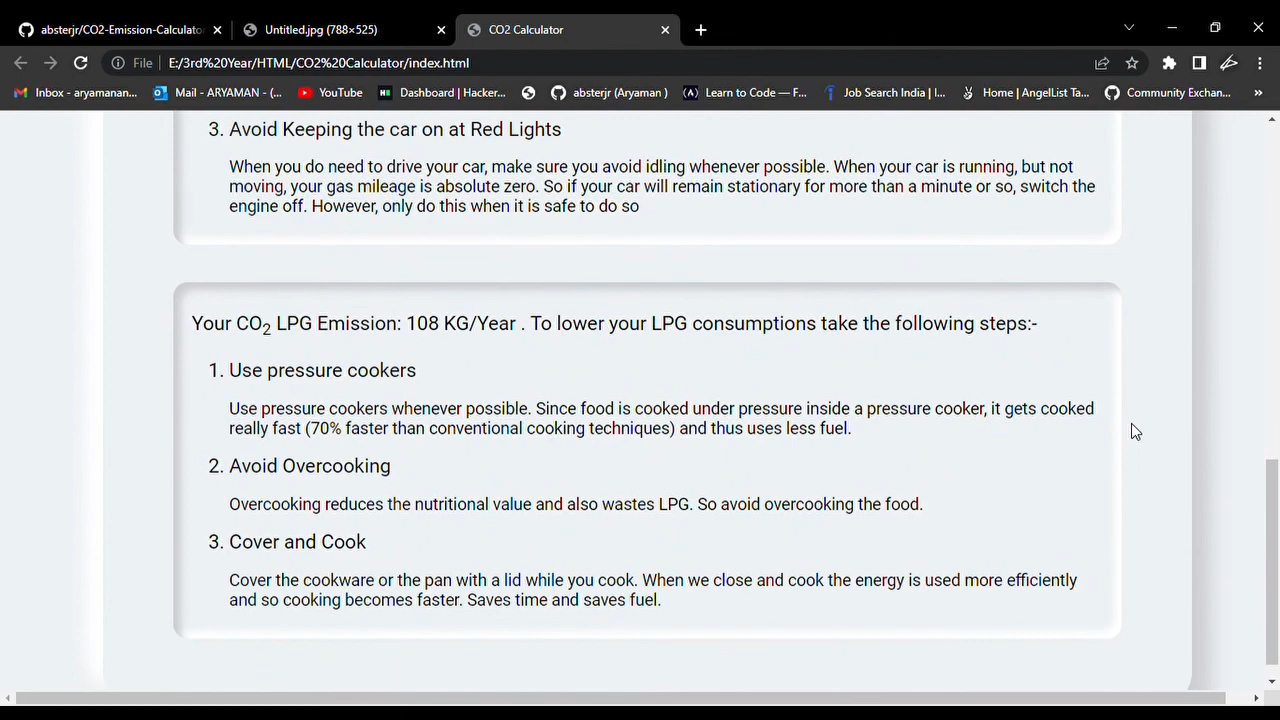 absterjr/CO2-Emission-Calculato
Untitled.jpg (788×525)
CO2 Calculator
File
E:/3rd%20Year/HTML/CO2%20Calculator/index.html
Inbox - aryamanan...
Mail - ARYAMAN - (...
YouTube
Dashboard | Hacker...
absterjr (Aryaman )
Learn to Code — F...
Job Search India | I...
Home | AngelList Ta...
Community Exchan...
»
3. Avoid Keeping the car on at Red Lights
When you do need to drive your car, make sure you avoid idling whenever possible. When your car is running, but not
moving, your gas mileage is absolute zero. So if your car will remain stationary for more than a minute or so, switch the
engine off. However, only do this when it is safe to do so
Your CO2 LPG Emission: 108 KG/Year . To lower your LPG consumptions take the following steps:-
1. Use pressure cookers
Use pressure cookers whenever possible. Since food is cooked under pressure inside a pressure cooker, it gets cooked
really fast (70% faster than conventional cooking techniques) and thus uses less fuel.
2. Avoid Overcooking
Overcooking reduces the nutritional value and also wastes LPG. So avoid overcooking the food.
3. Cover and Cook
Cover the cookware or the pan with a lid while you cook. When we close and cook the energy is used more efficiently
and so cooking becomes faster. Saves time and saves fuel.